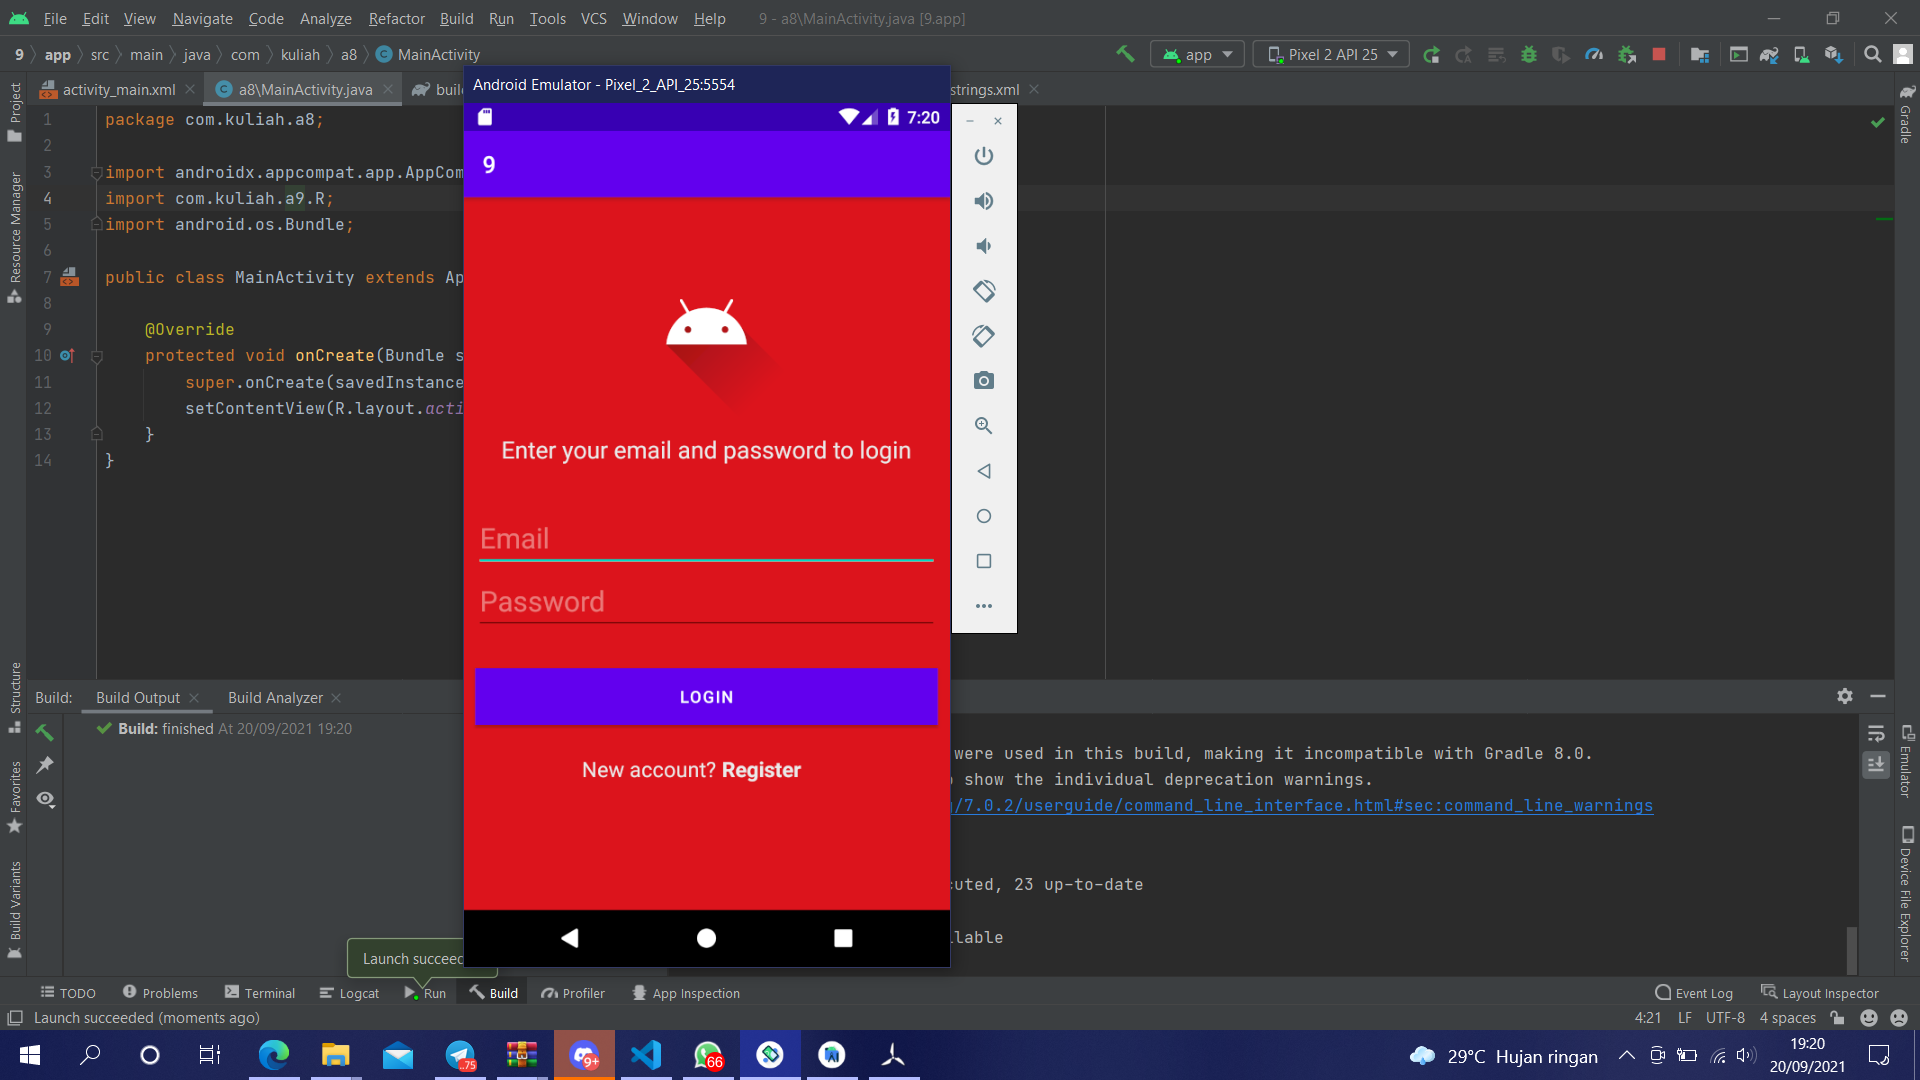 File Edit View Navigate Code Analyze Refactor Build Run Tools VCS Window Help 9 - a8\MainActivity.java [9.app]
9 app src main java com kuliah a8 MainActivity app Pixel 2 API 25
Android Emulator - Pixel_2_API_25:5554
activity_main.xml a8\MainActivity.java strings.xml
Project
Resource Manager
Structure
Favorites
Build Variants
1 package com.kuliah.a8;
2
3 import androidx.appcompat.app.AppCom
4 import com.kuliah.a9.R;
5 import android.os.Bundle;
6
7 public class MainActivity extends Ap
8
9 @Override
10 protected void onCreate(Bundle s
11 super.onCreate(savedInstance
12 setContentView(R.layout.acti
13 }
14 }
7:20
9
Enter your email and password to login
Email
Password
LOGIN
New account? Register
Gradle
Emulator
Device File Explorer
Build: Build Output Build Analyzer
Build: finished At 20/09/2021 19:20
were used in this build, making it incompatible with Gradle 8.0.
show the individual deprecation warnings.
/7.0.2/userguide/command_line_interface.html#sec:command_line_warnings
cuted, 23 up-to-date
lable
Launch succeed
TODO Problems Terminal Logcat Run Build Profiler App Inspection Event Log Layout Inspector
Launch succeeded (moments ago) 4:21 LF UTF-8 4 spaces
..75 9+ 66 29°C Hujan ringan 19:20
20/09/2021